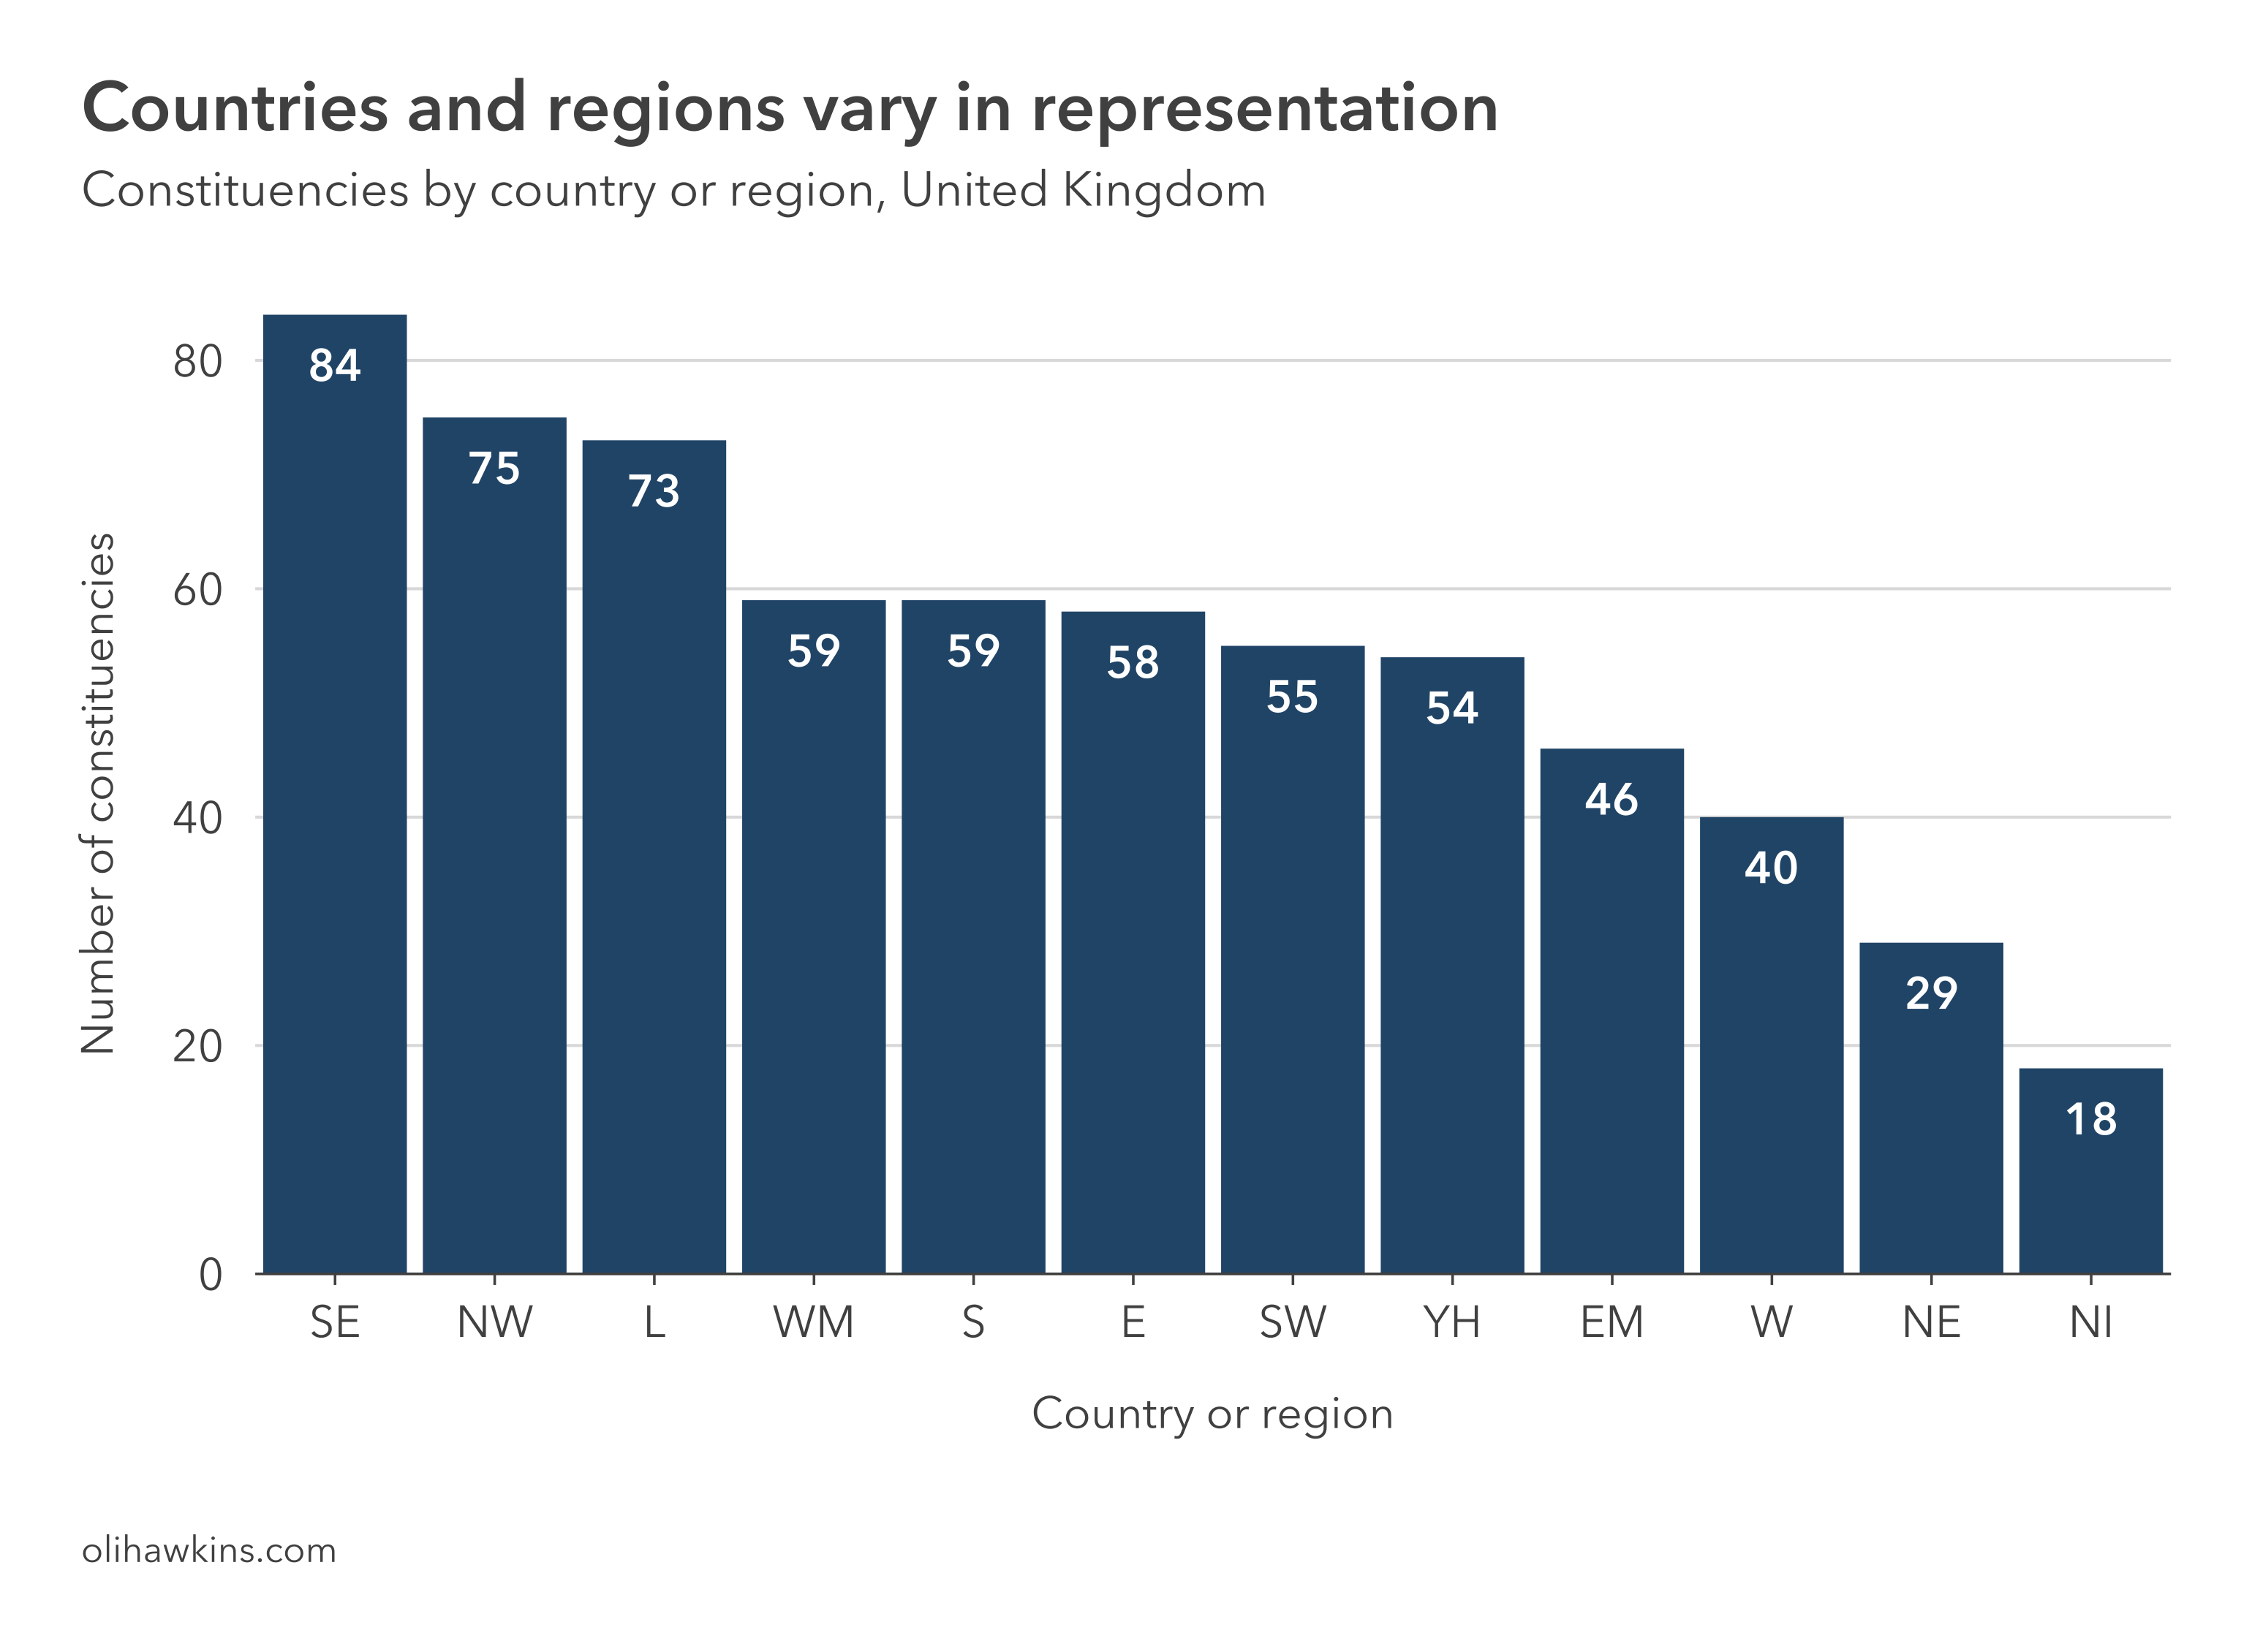 Countries and regions vary in representation
Constituencies by country or region, United Kingdom
Number of constituencies
80
60
40
20
0
84
75
73
59
59
58
55
54
46
40
29
18
SE
NW
L
WM
S
E
SW
YH
EM
W
NE
NI
Country or region
olihawkins.com